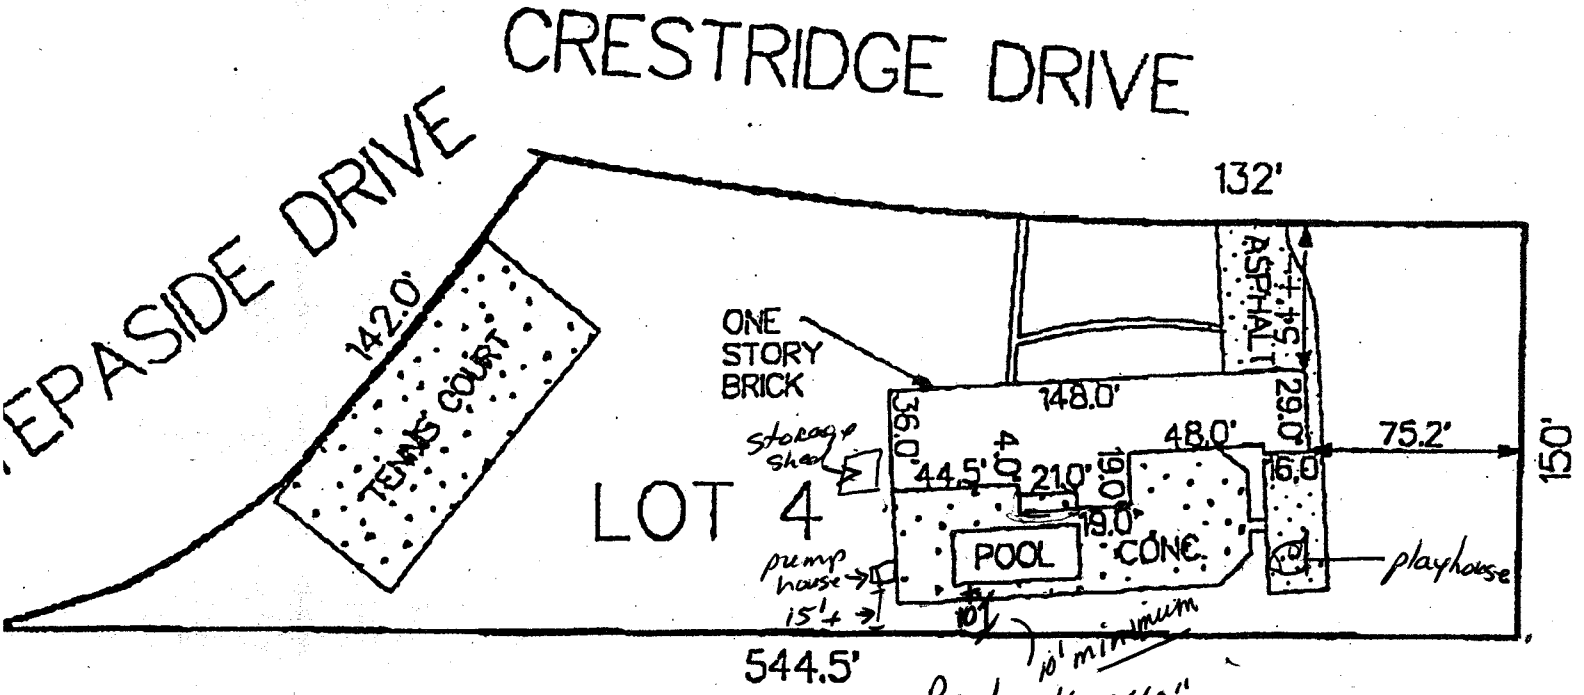 CRESTRIDGE DRIVE
EPASIDE DRIVE
132'
142.0'
TENNIS COURT
ASPHALT
54'±
ONE
STORY
BRICK
148.0'
36.0'
29.0'
storage
shed
4.0'
48.0'
75.2'
150'
44.5'
21.0'
19.0'
16.0
LOT 4
19.0'
POOL
CONC.
pump
house
playhouse
15'±
10'
10' minimum
544.5'